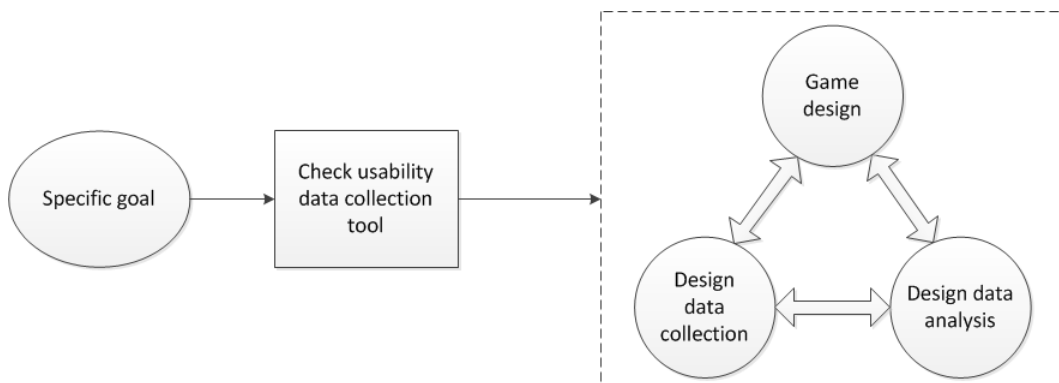 Specific goal
Check usability
data collection
tool
Game
design
Design
data
collection
Design data
analysis